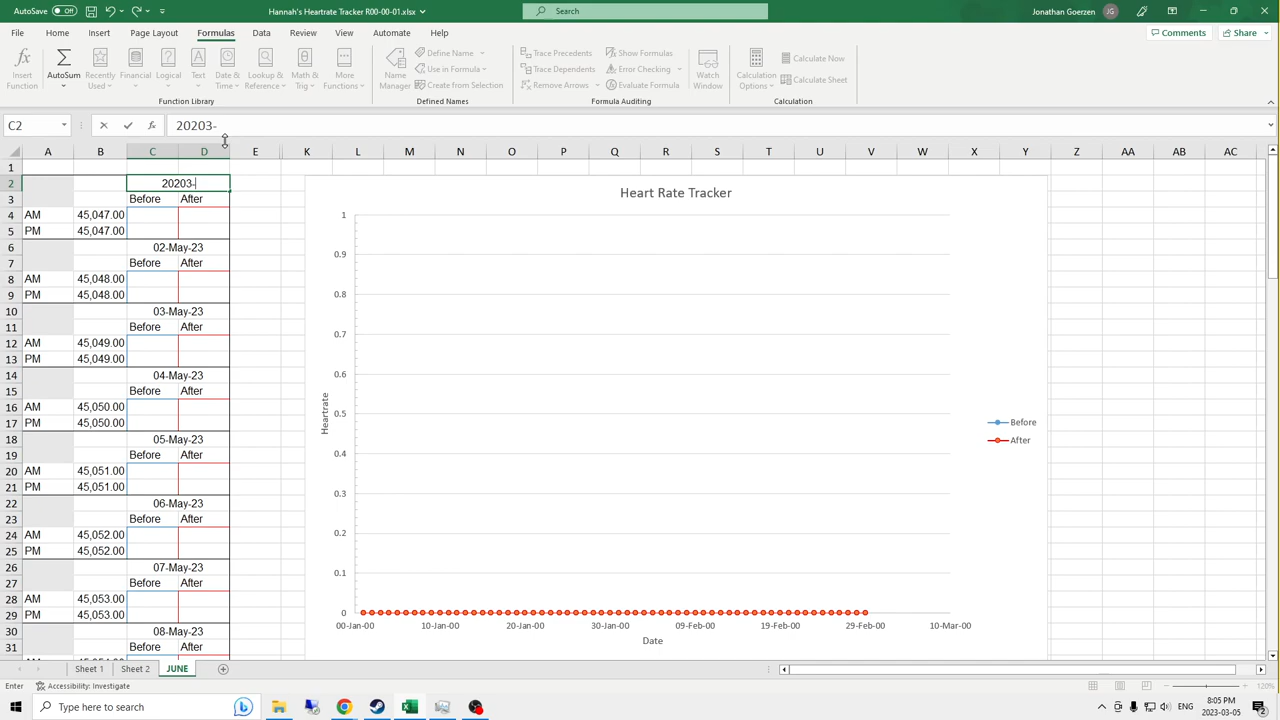 AutoSave Off Hannah's Heartrate Tracker R00-00-01.xlsx Search Jonathan Goerzen JG
File Home Insert Page Layout Formulas Data Review View Automate Help Comments Share
Insert Function AutoSum Recently Used Financial Logical Text Date & Time Lookup & Reference Math & Trig More Functions Name Manager Define Name Use in Formula Create from Selection Trace Precedents Trace Dependents Remove Arrows Show Formulas Error Checking Evaluate Formula Watch Window Calculation Options Calculate Now Calculate Sheet
Function Library Defined Names Formula Auditing Calculation
C2 fx 20203-
A B C D E K L M N O P Q R S T U V W X Y Z AA AB AC
1
2 20203-
3 Before After
4 AM 45,047.00
5 PM 45,047.00
6 02-May-23
7 Before After
8 AM 45,048.00
9 PM 45,048.00
10 03-May-23
11 Before After
12 AM 45,049.00
13 PM 45,049.00
14 04-May-23
15 Before After
16 AM 45,050.00
17 PM 45,050.00
18 05-May-23
19 Before After
20 AM 45,051.00
21 PM 45,051.00
22 06-May-23
23 Before After
24 AM 45,052.00
25 PM 45,052.00
26 07-May-23
27 Before After
28 AM 45,053.00
29 PM 45,053.00
30 08-May-23
31 Before After
Heart Rate Tracker
1
0.9
0.8
0.7
0.6
0.5
0.4
0.3
0.2
0.1
0
Heartrate
Before
After
00-Jan-00 10-Jan-00 20-Jan-00 30-Jan-00 09-Feb-00 19-Feb-00 29-Feb-00 10-Mar-00
Date
Sheet 1 Sheet 2 JUNE
Enter Accessibility: Investigate 120%
Type here to search ENG 8:05 PM 2023-03-05 2